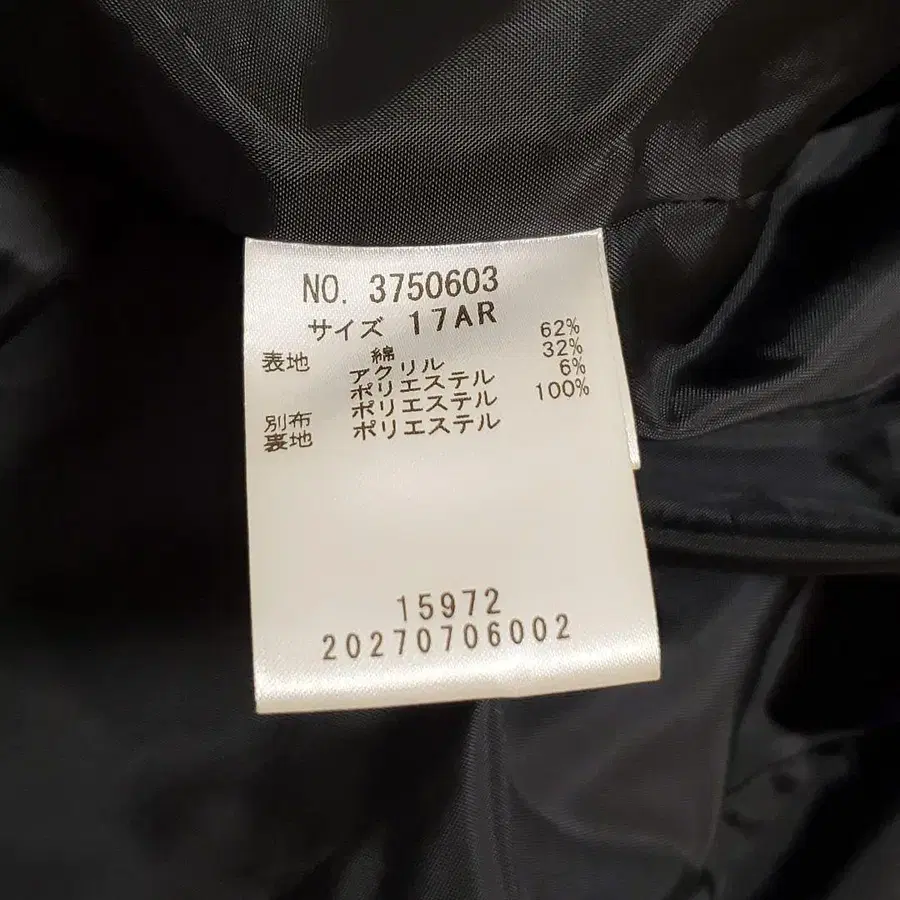 NO. 3750603
サイズ 17AR
表地 綿 62%
アクリル 32%
ポリエステル 6%
別布 ポリエステル 100%
裏地 ポリエステル
15972
20270706002